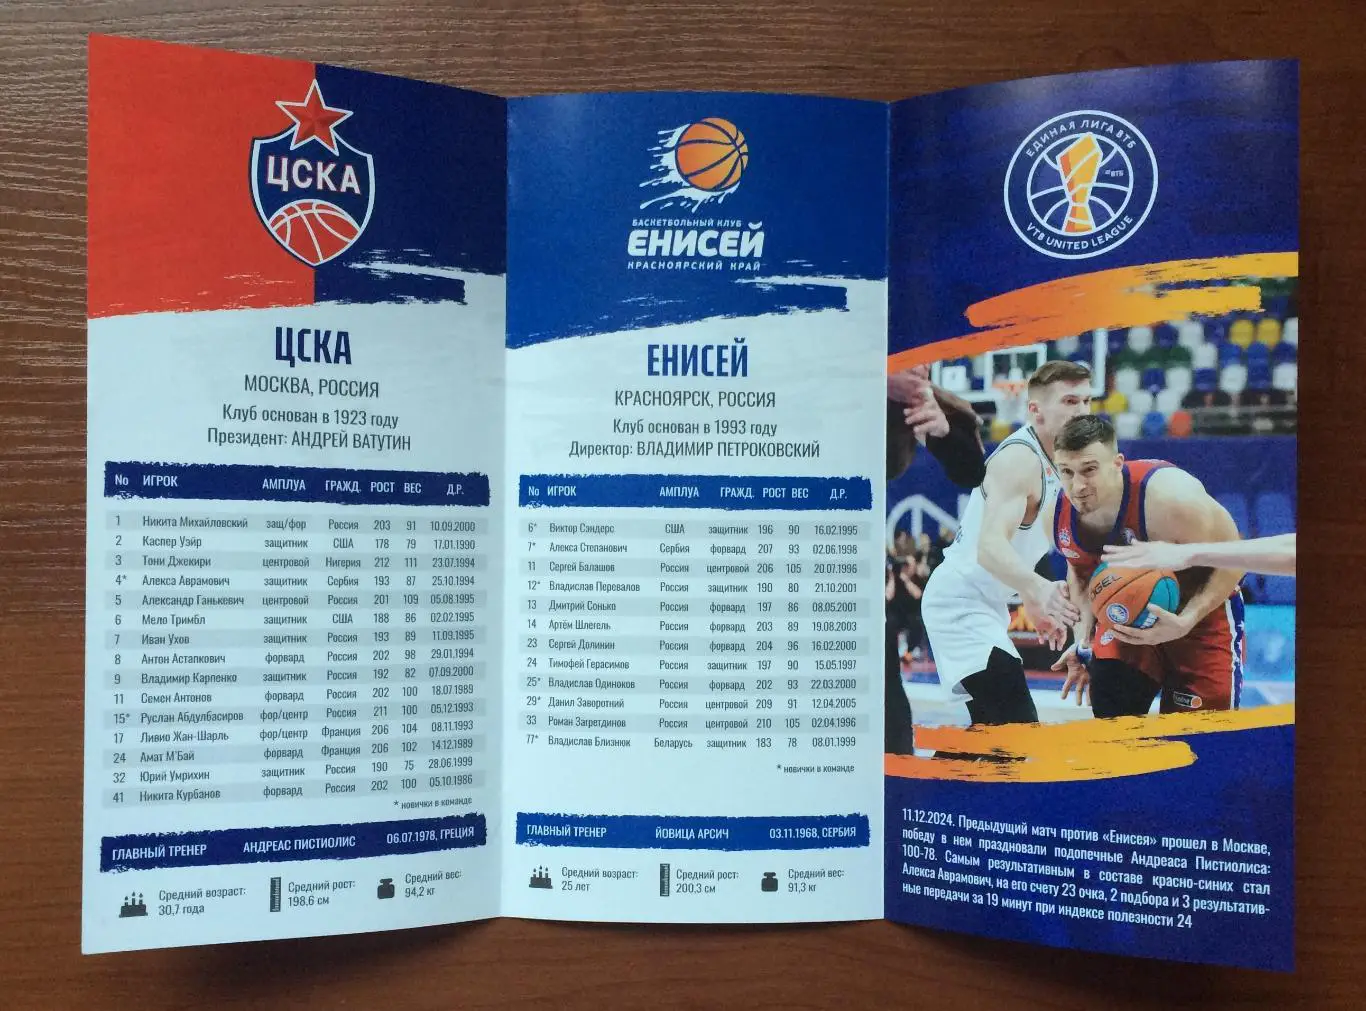 ЦСКА
ЦСКА
МОСКВА, РОССИЯ
Клуб основан в 1923 году
Президент: АНДРЕЙ ВАТУТИН
No ИГРОК АМПЛУА ГРАЖД. РОСТ ВЕС Д.Р.
1 Никита Михайловский защ/фор Россия 203 91 10.09.2000
2 Каспер Уэйр защитник США 178 79 17.01.1990
3 Тони Джекири центровой Нигерия 212 111 23.07.1994
4* Алекса Аврамович защитник Сербия 193 87 25.10.1994
5 Александр Ганькевич центровой Россия 201 109 05.08.1995
6 Мело Тримбл защитник США 188 86 02.02.1995
7 Иван Ухов защитник Россия 193 89 11.09.1995
8 Антон Астапкович форвард Россия 202 98 29.01.1994
9 Владимир Карпенко защитник Россия 192 82 07.09.2000
11 Семен Антонов форвард Россия 202 100 18.07.1989
15* Руслан Абдулбасиров фор/центр Россия 211 100 05.12.1993
17 Ливио Жан-Шарль фор/центр Франция 206 104 08.11.1993
24 Амат М'Бай форвард Франция 206 102 14.12.1989
32 Юрий Умрихин защитник Россия 190 75 28.06.1999
41 Никита Курбанов форвард Россия 202 100 05.10.1986
* новички в команде
ГЛАВНЫЙ ТРЕНЕР АНДРЕАС ПИСТИОЛИС 06.07.1978, ГРЕЦИЯ
Средний возраст: 30,7 года
Средний рост: 198,6 см
Средний вес: 94,2 кг
БАСКЕТБОЛЬНЫЙ КЛУБ
ЕНИСЕЙ
КРАСНОЯРСКИЙ КРАЙ
ЕНИСЕЙ
КРАСНОЯРСК, РОССИЯ
Клуб основан в 1993 году
Директор: ВЛАДИМИР ПЕТРОКОВСКИЙ
No ИГРОК АМПЛУА ГРАЖД. РОСТ ВЕС Д.Р.
6* Виктор Сэндерс США защитник 196 90 16.02.1995
7* Алекса Степанович Сербия форвард 207 93 02.06.1998
11 Сергей Балашов Россия центровой 206 105 20.07.1996
12* Владислав Перевалов Россия защитник 190 80 21.10.2001
13 Дмитрий Сонько Россия форвард 197 86 08.05.2001
14 Артём Шлегель Россия форвард 203 89 19.08.2003
23 Сергей Долинин Россия форвард 204 96 16.02.2000
24 Тимофей Герасимов Россия защитник 197 90 15.05.1997
25* Владислав Одиноков Россия форвард 202 93 22.03.2000
29* Данил Заворотний Россия центровой 209 91 12.04.2005
33 Роман Загретдинов Россия центровой 210 105 02.04.1996
77* Владислав Близнюк Беларусь защитник 183 78 08.01.1999
* новички в команде
ГЛАВНЫЙ ТРЕНЕР ЙОВИЦА АРСИЧ 03.11.1968, СЕРБИЯ
Средний возраст: 25 лет
Средний рост: 200,3 см
Средний вес: 91,3 кг
ЕДИНАЯ ЛИГА ВТБ
ВТБ
VTB UNITED LEAGUE
11.12.2024. Предыдущий матч против «Енисея» прошел в Москве,
победу в нем праздновали подопечные Андреаса Пистиолиса:
100-78. Самым результативным в составе красно-синих стал
Алекса Аврамович, на его счету 23 очка, 2 подбора и 3 результатив-
ные передачи за 19 минут при индексе полезности 24